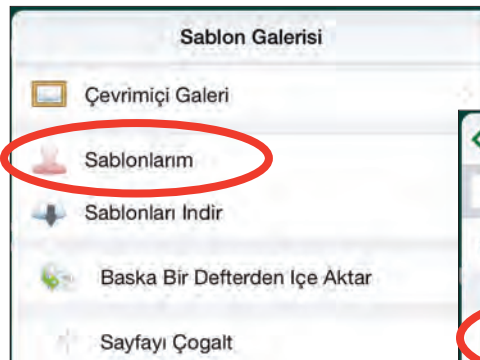 Sablon Galerisi
Çevrimiçi Galeri
Sablonlarım
Sablonları Indir
Baska Bir Defterden Içe Aktar
Sayfayı Çogalt